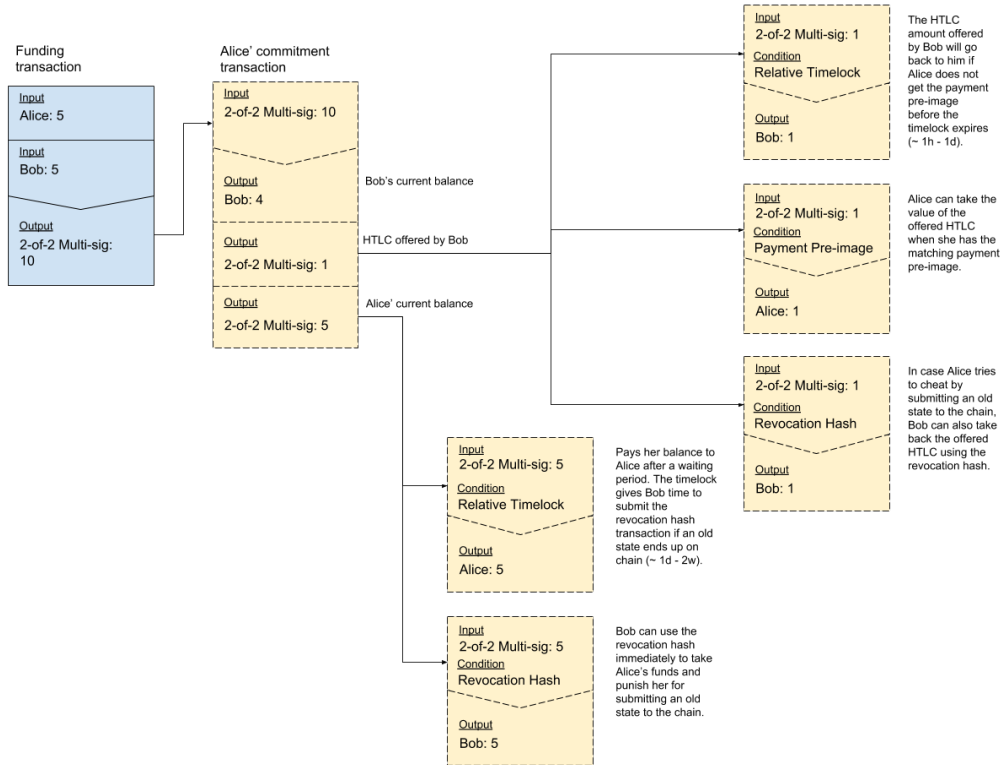 Funding
transaction
Input
Alice: 5
Input
Bob: 5
Output
2-of-2 Multi-sig:
10
Alice' commitment
transaction
Input
2-of-2 Multi-sig: 10
Output
Bob: 4
Output
2-of-2 Multi-sig: 1
Output
2-of-2 Multi-sig: 5
Bob's current balance
HTLC offered by Bob
Alice' current balance
Input
2-of-2 Multi-sig: 1
Condition
Relative Timelock
Output
Bob: 1
The HTLC
amount offered
by Bob will go
back to him if
Alice does not
get the payment
pre-image
before the
timelock expires
(~ 1h - 1d).
Input
2-of-2 Multi-sig: 1
Condition
Payment Pre-image
Output
Alice: 1
Alice can take the
value of the
offered HTLC
when she has the
matching payment
pre-image.
Input
2-of-2 Multi-sig: 1
Condition
Revocation Hash
Output
Bob: 1
In case Alice tries
to cheat by
submitting an old
state to the chain,
Bob can also take
back the offered
HTLC using the
revocation hash.
Input
2-of-2 Multi-sig: 5
Condition
Relative Timelock
Output
Alice: 5
Pays her balance to
Alice after a waiting
period. The timelock
gives Bob time to
submit the
revocation hash
transaction if an old
state ends up on
chain (~ 1d - 2w).
Input
2-of-2 Multi-sig: 5
Condition
Revocation Hash
Output
Bob: 5
Bob can use the
revocation hash
immediately to take
Alice's funds and
punish her for
submitting an old
state to the chain.